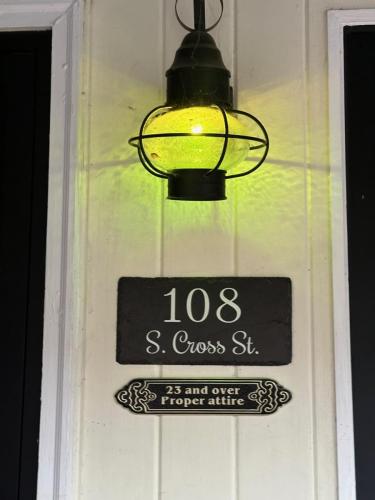 108
S. Cross St.
23 and over
Proper attire